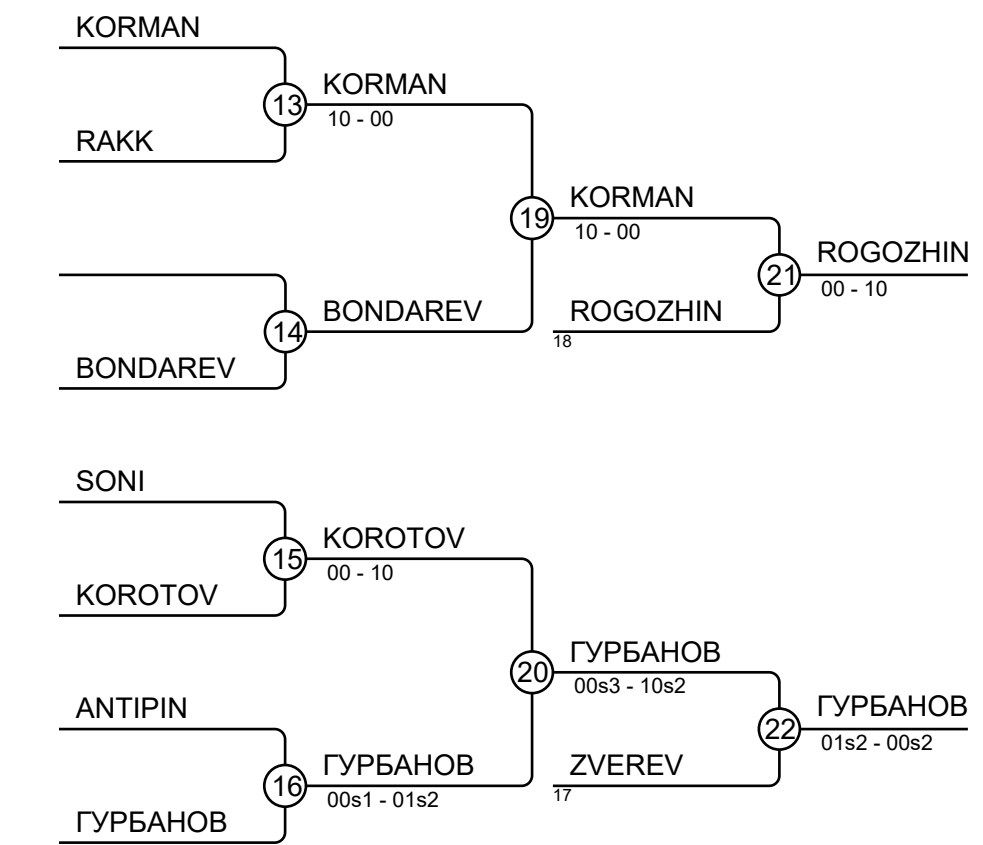 KORMAN
13
RAKK
KORMAN
10 - 00
14
BONDAREV
BONDAREV
19
KORMAN
10 - 00
ROGOZHIN
18
21
ROGOZHIN
00 - 10
SONI
15
KOROTOV
KOROTOV
00 - 10
ANTIPIN
16
ГУРБАНОВ
ГУРБАНОВ
00s1 - 01s2
20
ГУРБАНОВ
00s3 - 10s2
ZVEREV
17
22
ГУРБАНОВ
01s2 - 00s2